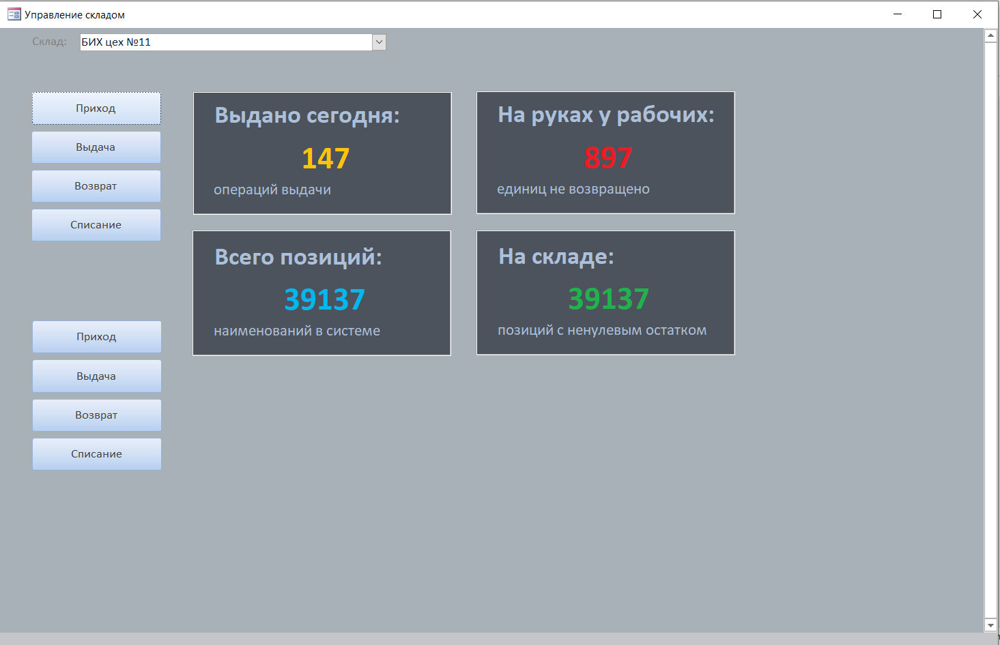 Управление складом
Склад: БИХ цех №11
Приход
Выдача
Возврат
Списание
Выдано сегодня:
147
операций выдачи
На руках у рабочих:
897
единиц не возвращено
Всего позиций:
39137
наименований в системе
На складе:
39137
позиций с ненулевым остатком
Приход
Выдача
Возврат
Списание